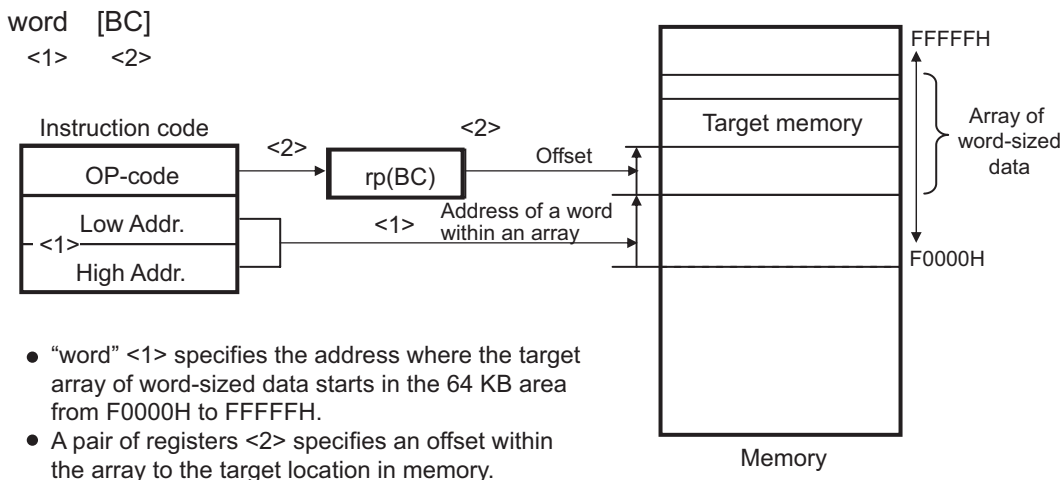 word [BC]
<1> <2>
Instruction code
OP-code
Low Addr.
<1>
High Addr.
<2>
rp(BC)
<2>
Offset
<1>
Address of a word
within an array
Target memory
FFFFFH
Array of
word-sized
data
F0000H
Memory
● “word” <1> specifies the address where the target
array of word-sized data starts in the 64 KB area
from F0000H to FFFFFH.
● A pair of registers <2> specifies an offset within
the array to the target location in memory.